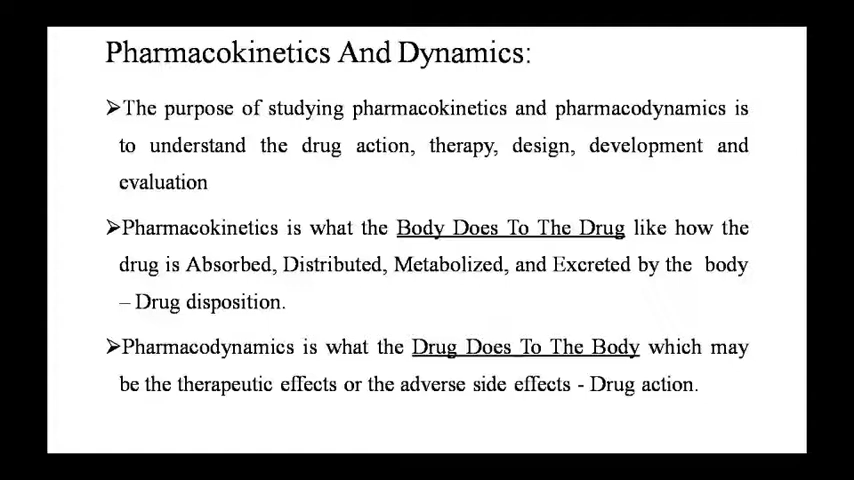 Pharmacokinetics And Dynamics:
➢The purpose of studying pharmacokinetics and pharmacodynamics is
to understand the drug action, therapy, design, development and
evaluation
➢Pharmacokinetics is what the Body Does To The Drug like how the
drug is Absorbed, Distributed, Metabolized, and Excreted by the body
– Drug disposition.
➢Pharmacodynamics is what the Drug Does To The Body which may
be the therapeutic effects or the adverse side effects - Drug action.